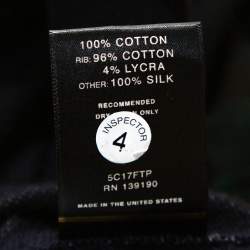 100% COTTON
RIB: 96% COTTON
4% LYCRA
OTHER: 100% SILK
RECOMMENDED
DRY ONLY
INSPECTOR
4
5C17FTP
RN 139190
MADE IN THE UNITED STATES